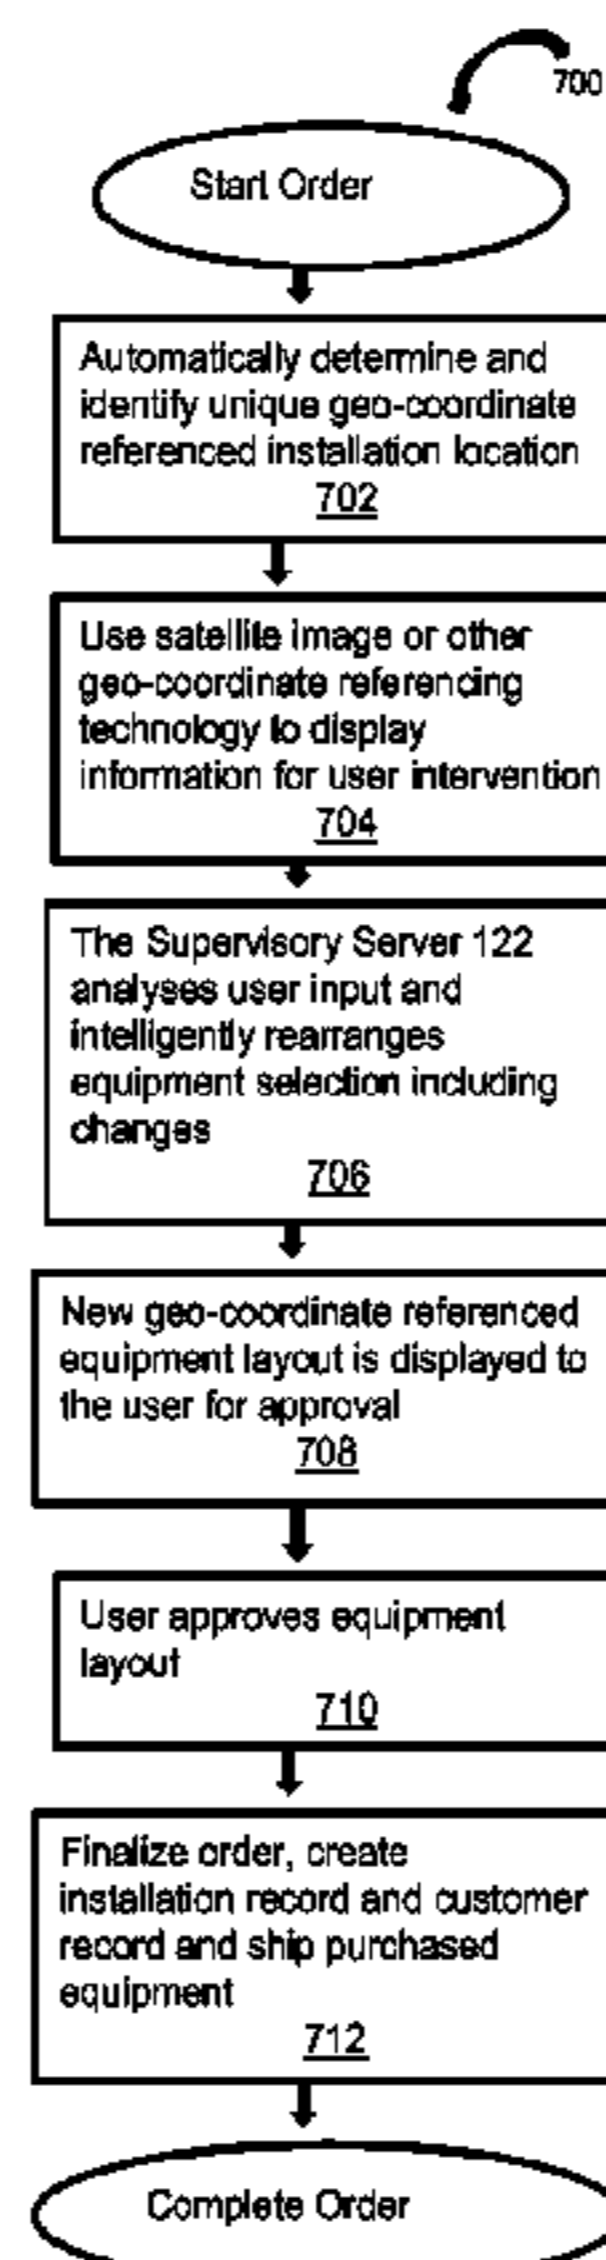 700
Start Order
Automatically determine and
identify unique geo-coordinate
referenced installation location
702
Use satellite image or other
geo-coordinate referencing
technology to display
information for user intervention
704
The Supervisory Server 122
analyses user input and
intelligently rearranges
equipment selection including
changes
706
New geo-coordinate referenced
equipment layout is displayed to
the user for approval
708
User approves equipment
layout
710
Finalize order, create
installation record and customer
record and ship purchased
equipment
712
Complete Order